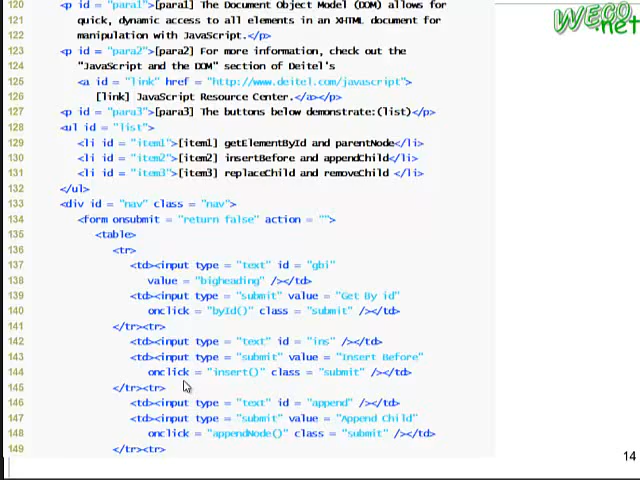 120 <p id = "para1">[para1] The Document Object Model (DOM) allows for
121 quick, dynamic access to all elements in an XHTML document for
122 manipulation with JavaScript.</p>
123 <p id = "para2">[para2] For more information, check out the
124 "JavaScript and the DOM" section of Deitel's
125 <a id = "link" href = "http://www.deitel.com/javascript">
126 [link] JavaScript Resource Center.</a></p>
127 <p id = "para3">[para3] The buttons below demonstrate:(list)</p>
128 <ul id = "list">
129 <li id = "item1">[item1] getElementById and parentNode</li>
130 <li id = "item2">[item2] insertBefore and appendChild</li>
131 <li id = "item3">[item3] replaceChild and removeChild </li>
132 </ul>
133 <div id = "nav" class = "nav">
134 <form onsubmit = "return false" action = "">
135 <table>
136 <tr>
137 <td><input type = "text" id = "gbi"
138 value = "bigheading" /></td>
139 <td><input type = "submit" value = "Get By id"
140 onclick = "byId()" class = "submit" /></td>
141 </tr><tr>
142 <td><input type = "text" id = "ins" /></td>
143 <td><input type = "submit" value = "Insert Before"
144 onclick = "insert()" class = "submit" /></td>
145 </tr><tr>
146 <td><input type = "text" id = "append" /></td>
147 <td><input type = "submit" value = "Append Child"
148 onclick = "appendNode()" class = "submit" /></td>
149 </tr><tr>
WECO.net
14